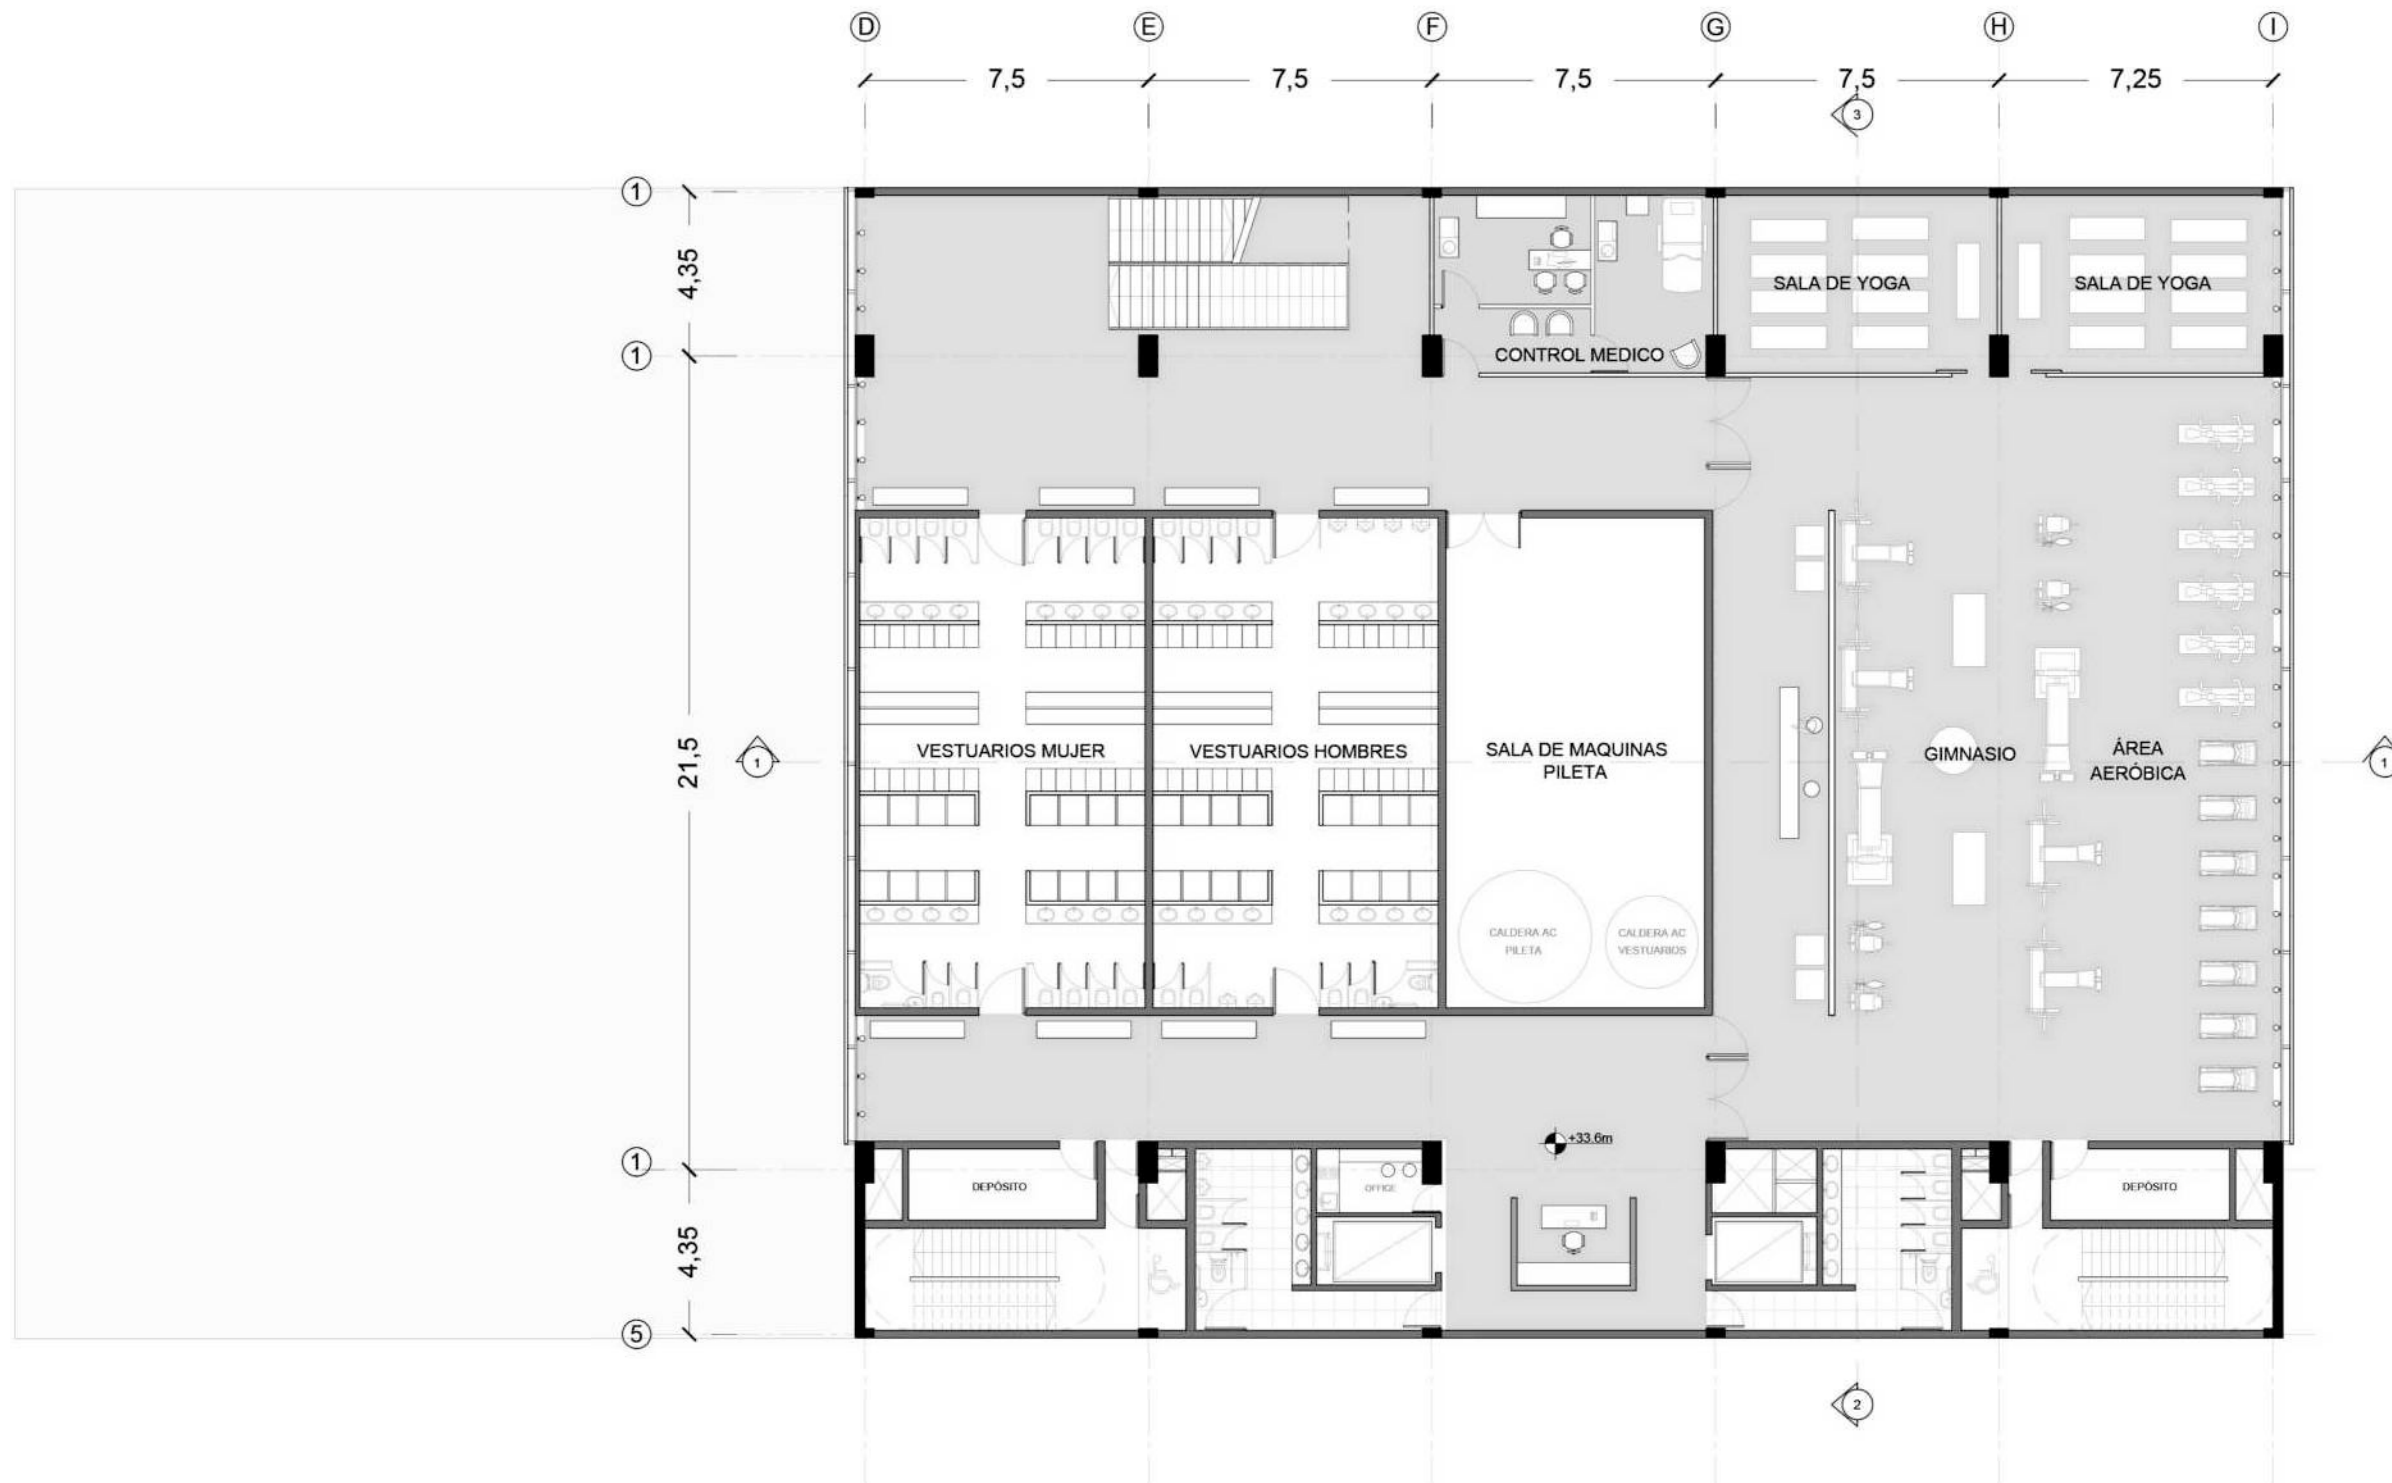 D E F G H I
7,5 7,5 7,5 7,5 7,25
3
1
4,35
SALA DE YOGA SALA DE YOGA
1
CONTROL MEDICO
21,5
1
VESTUARIOS MUJER
VESTUARIOS HOMBRES
SALA DE MAQUINAS
PILETA
GIMNASIO
ÁREA
AERÓBICA
1
CALDERA AC
PILETA
CALDERA AC
VESTUARIOS
+33.6m
1
DEPÓSITO
OFFICE
DEPÓSITO
4,35
5
2